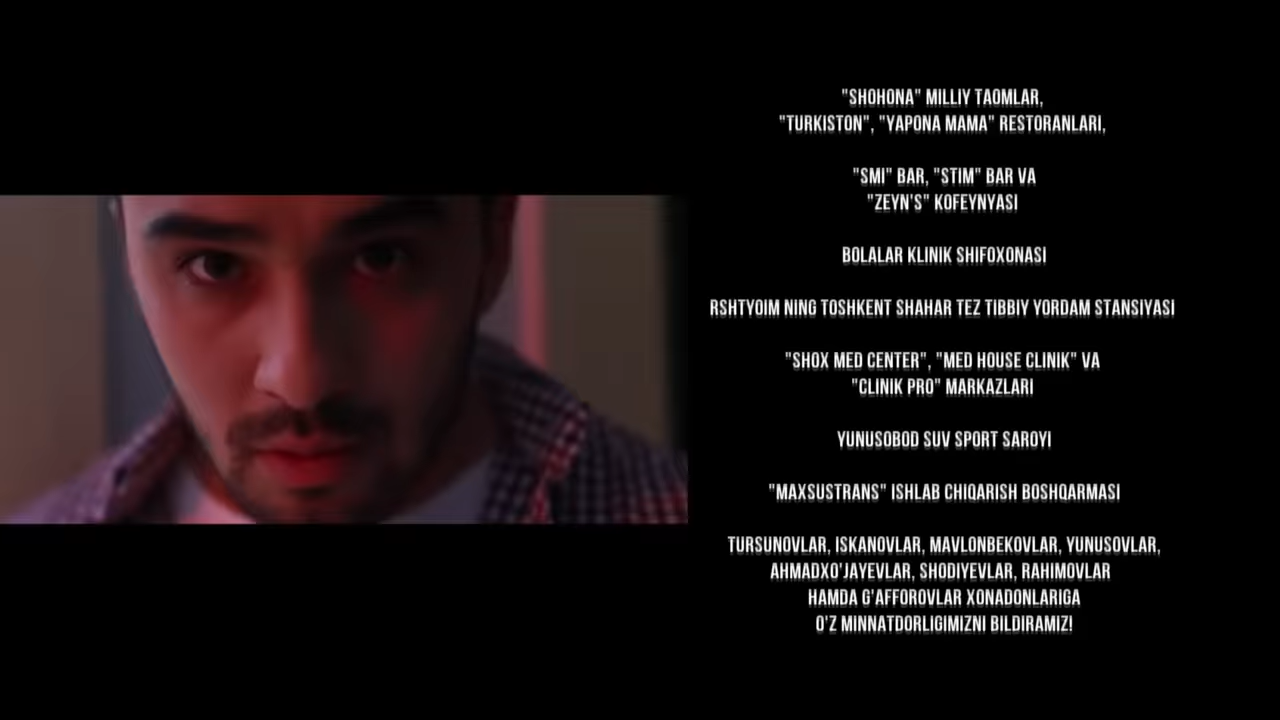 "SHOHONA" MILLIY TAOMLAR,
"TURKISTON", "YAPONA MAMA" RESTORANLARI,
"SMI" BAR, "STIM" BAR VA
"ZEYN'S" KOFEYNYASI
BOLALAR KLINIK SHIFOXONASI
RSHTYOIM NING TOSHKENT SHAHAR TEZ TIBBIY YORDAM STANSIYASI
"SHOX MED CENTER", "MED HOUSE CLINIK" VA
"CLINIK PRO" MARKAZLARI
YUNUSOBOD SUV SPORT SAROYI
"MAXSUSTRANS" ISHLAB CHIQARISH BOSHQARMASI
TURSUNOVLAR, ISKANOVLAR, MAVLONBEKOVLAR, YUNUSOVLAR,
AHMADXO'JAYEVLAR, SHODIYEVLAR, RAHIMOVLAR
HAMDA G'AFFOROVLAR XONADONLARIGA
O'Z MINNATDORLIGIMIZNI BILDIRAMIZ!